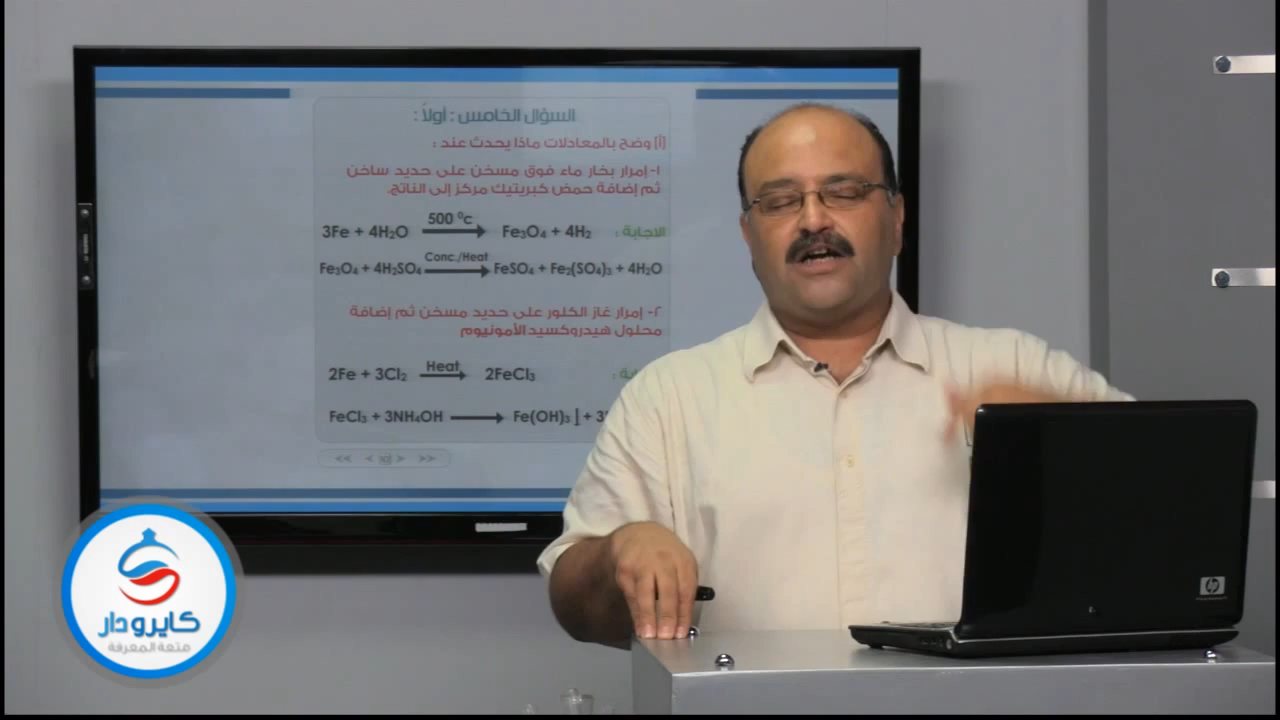 السؤال الخامس : أولاً :
[أ] وضح بالمعادلات ماذا يحدث عند :
١- إمرار بخار ماء فوق مسخن على حديد ساخن
ثم إضافة حمض كبريتيك مركز إلى الناتج.
الاجابة :
500 ⁰c
3Fe + 4H₂O → Fe₃O₄ + 4H₂
Conc./Heat
Fe₃O₄ + 4H₂SO₄ → FeSO₄ + Fe₂(SO₄)₃ + 4H₂O
٢- إمرار غاز الكلور على حديد مسخن ثم إضافة
محلول هيدروكسيد الأمونيوم
Heat
2Fe + 3Cl₂ → 2FeCl₃
FeCl₃ + 3NH₄OH → Fe(OH)₃ ↓ + 3
كايرودار
متعة المعرفة
hp